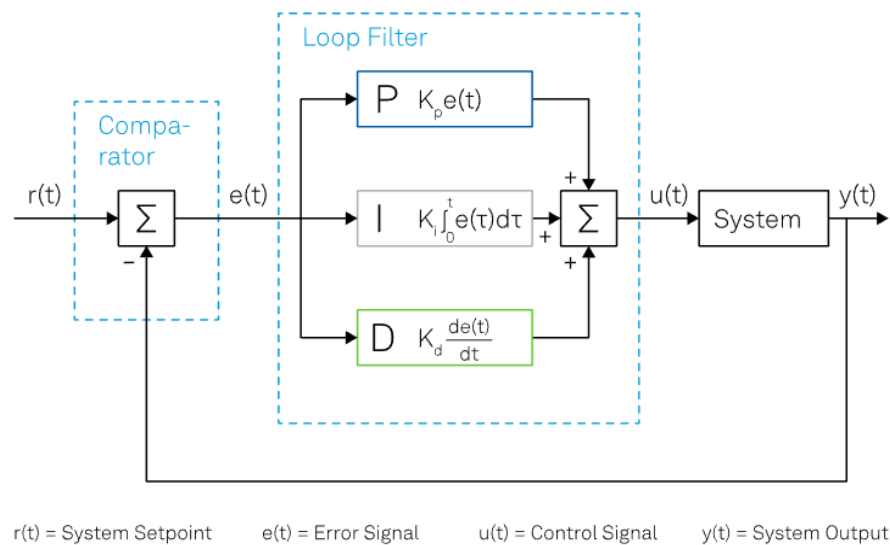 Loop Filter
Compa-
rator
P Kₚe(t)
r(t)
Σ
e(t)
I Kᵢ∫₀ᵗe(τ)dτ
+
+
+
Σ
u(t)
System
y(t)
−
D K_d de(t)/dt
r(t) = System Setpoint e(t) = Error Signal u(t) = Control Signal y(t) = System Output